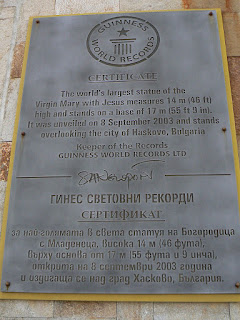 GUINNESS
WORLD RECORDS
CERTIFICATE
The world's largest statue of the
Virgin Mary with Jesus measures 14 m (46 ft)
high and stands on a base of 17 m (55 ft 9 in).
It was unveiled on 8 September 2003 and stands
overlooking the city of Haskovo, Bulgaria
Keeper of the Records
GUINNESS WORLD RECORDS LTD
ГИНЕС СВЕТОВНИ РЕКОРДИ
СЕРТИФИКАТ
за най-голямата в света статуя на Богородица
с Младенеца, висока 14 м (46 фута),
върху основа от 17 м (55 фута и 9 инча),
открита на 8 септември 2003 година
и издигаща се над град Хасково, България.